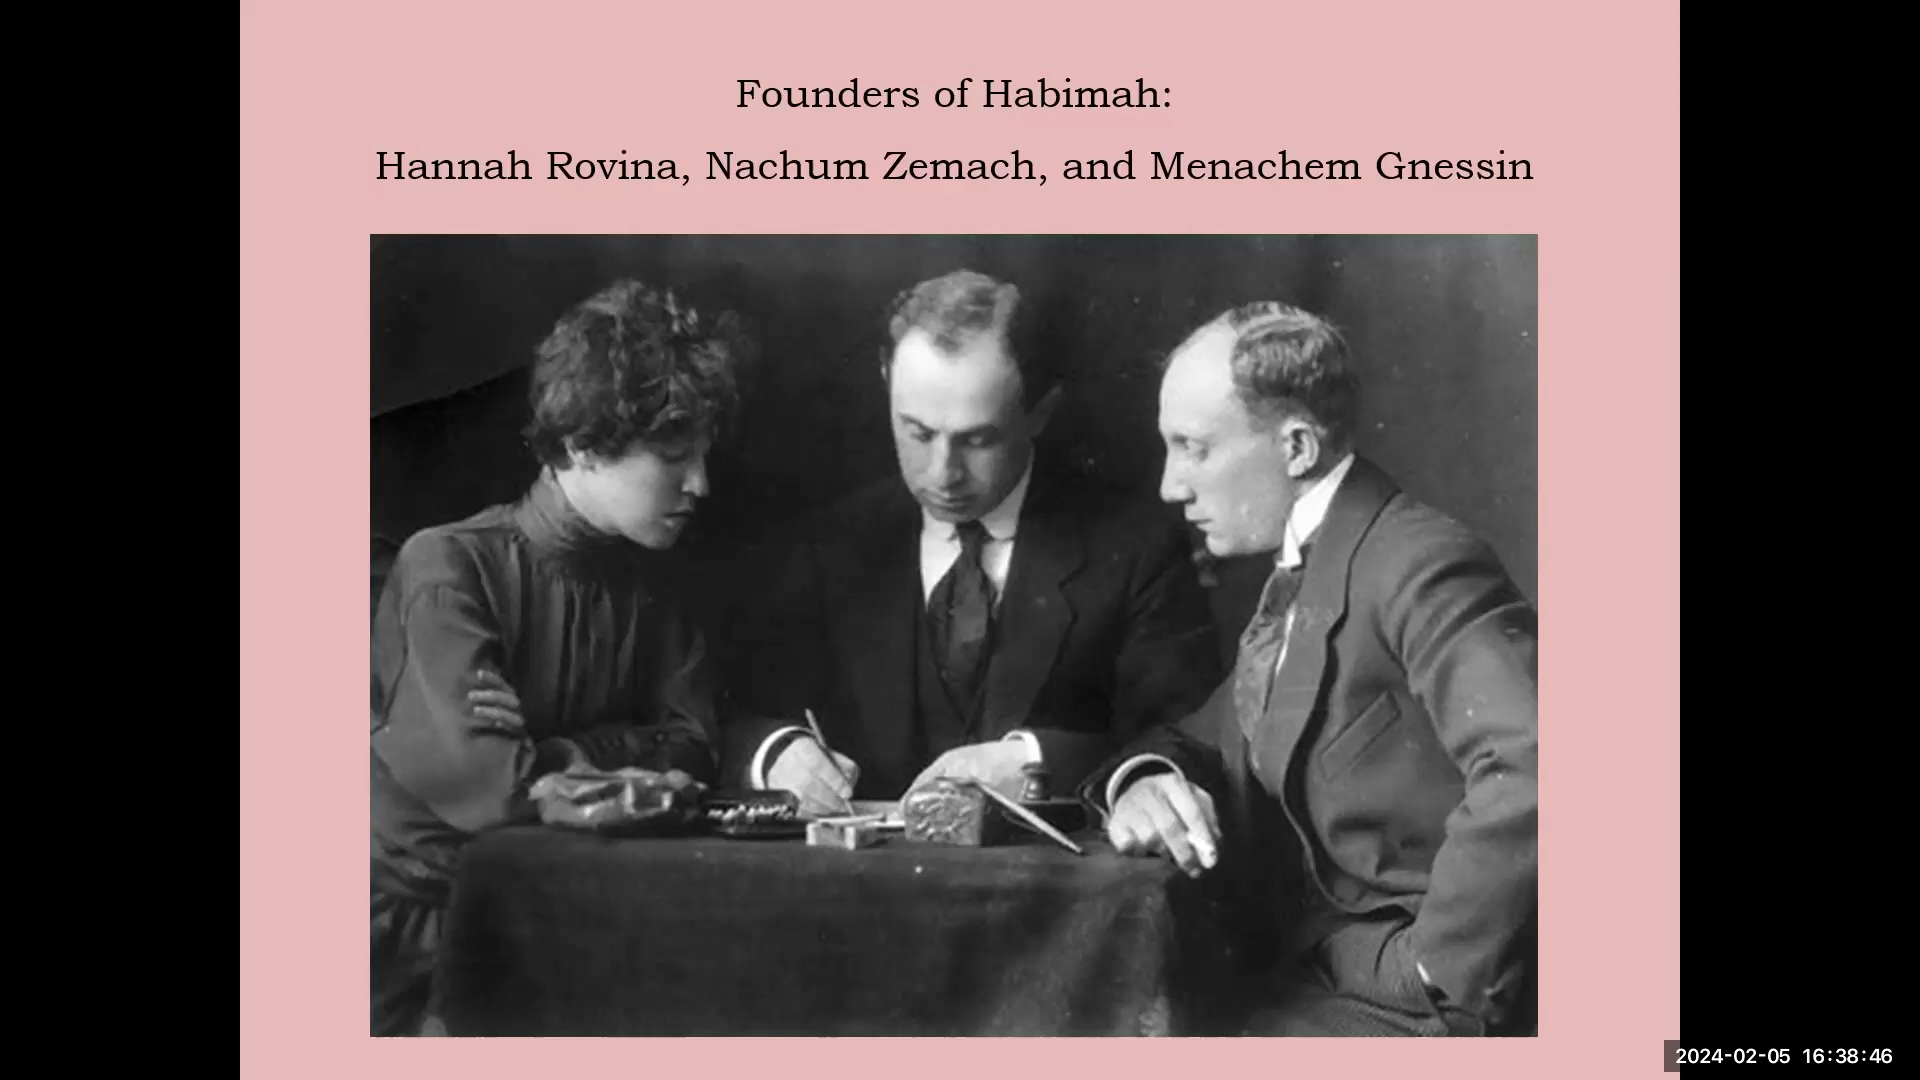 Founders of Habimah:
Hannah Rovina, Nachum Zemach, and Menachem Gnessin
2024-02-05 16:38:46